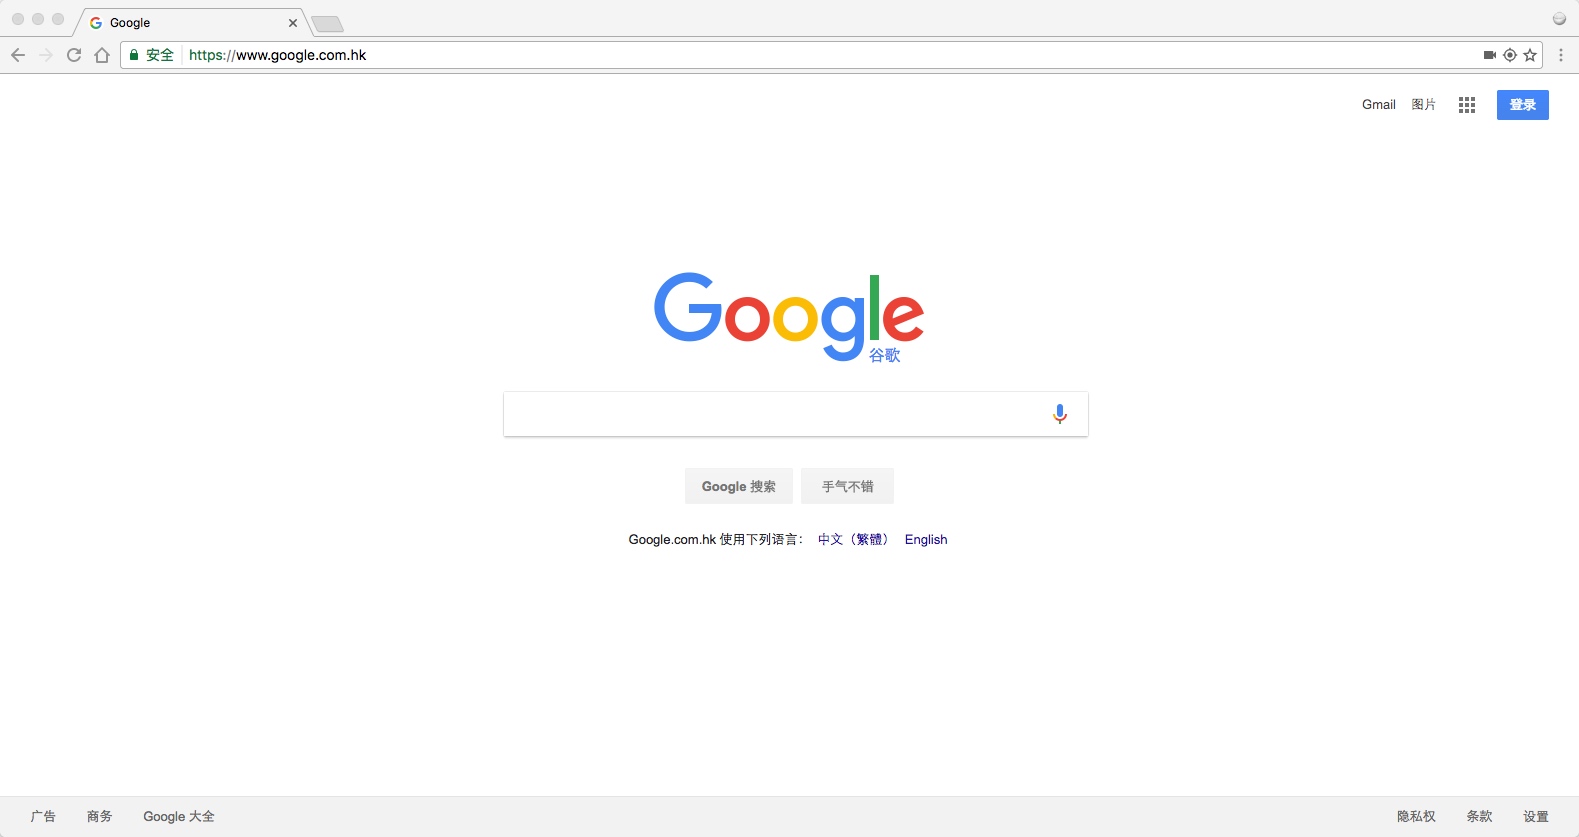 Google
安全 https://www.google.com.hk
Gmail 图片 登录
Google
谷歌
Google 搜索 手气不错
Google.com.hk 使用下列语言： 中文（繁體） English
广告 商务 Google 大全 隐私权 条款 设置